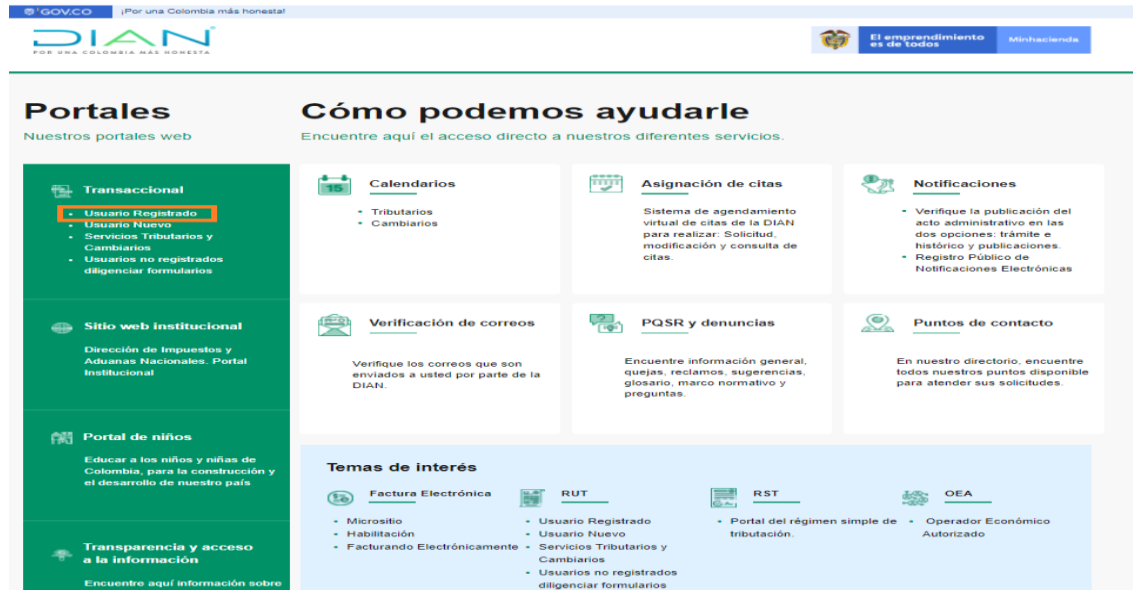 GOV.CO
¡Por una Colombia más honesta!
DIAN
POR UNA COLOMBIA MÁS HONESTA
El emprendimiento
es de todos
Minhacienda
Portales
Nuestros portales web
Transaccional
• Usuario Registrado
• Usuario Nuevo
• Servicios Tributarios y
Cambiarios
• Usuarios no registrados
diligenciar formularios
Sitio web institucional
Dirección de Impuestos y
Aduanas Nacionales. Portal
Institucional
Portal de niños
Educar a los niños y niñas de
Colombia, para la construcción y
el desarrollo de nuestro país
Transparencia y acceso
a la información
Encuentre aquí información sobre
Cómo podemos ayudarle
Encuentre aquí el acceso directo a nuestros diferentes servicios.
15
Calendarios
• Tributarios
• Cambiarios
Asignación de citas
Sistema de agendamiento
virtual de citas de la DIAN
para realizar: Solicitud,
modificación y consulta de
citas.
Notificaciones
• Verifique la publicación del
acto administrativo en las
dos opciones: trámite e
histórico y publicaciones.
• Registro Público de
Notificaciones Electrónicas
Verificación de correos
Verifique los correos que son
enviados a usted por parte de la
DIAN.
PQSR y denuncias
Encuentre información general,
quejas, reclamos, sugerencias,
glosario, marco normativo y
preguntas.
Puntos de contacto
En nuestro directorio, encuentre
todos nuestros puntos disponible
para atender sus solicitudes.
Temas de interés
Factura Electrónica
• Micrositio
• Habilitación
• Facturando Electrónicamente
RUT
• Usuario Registrado
• Usuario Nuevo
• Servicios Tributarios y
Cambiarios
• Usuarios no registrados
diligenciar formularios
RST
• Portal del régimen simple de
tributación.
OEA
• Operador Económico
Autorizado